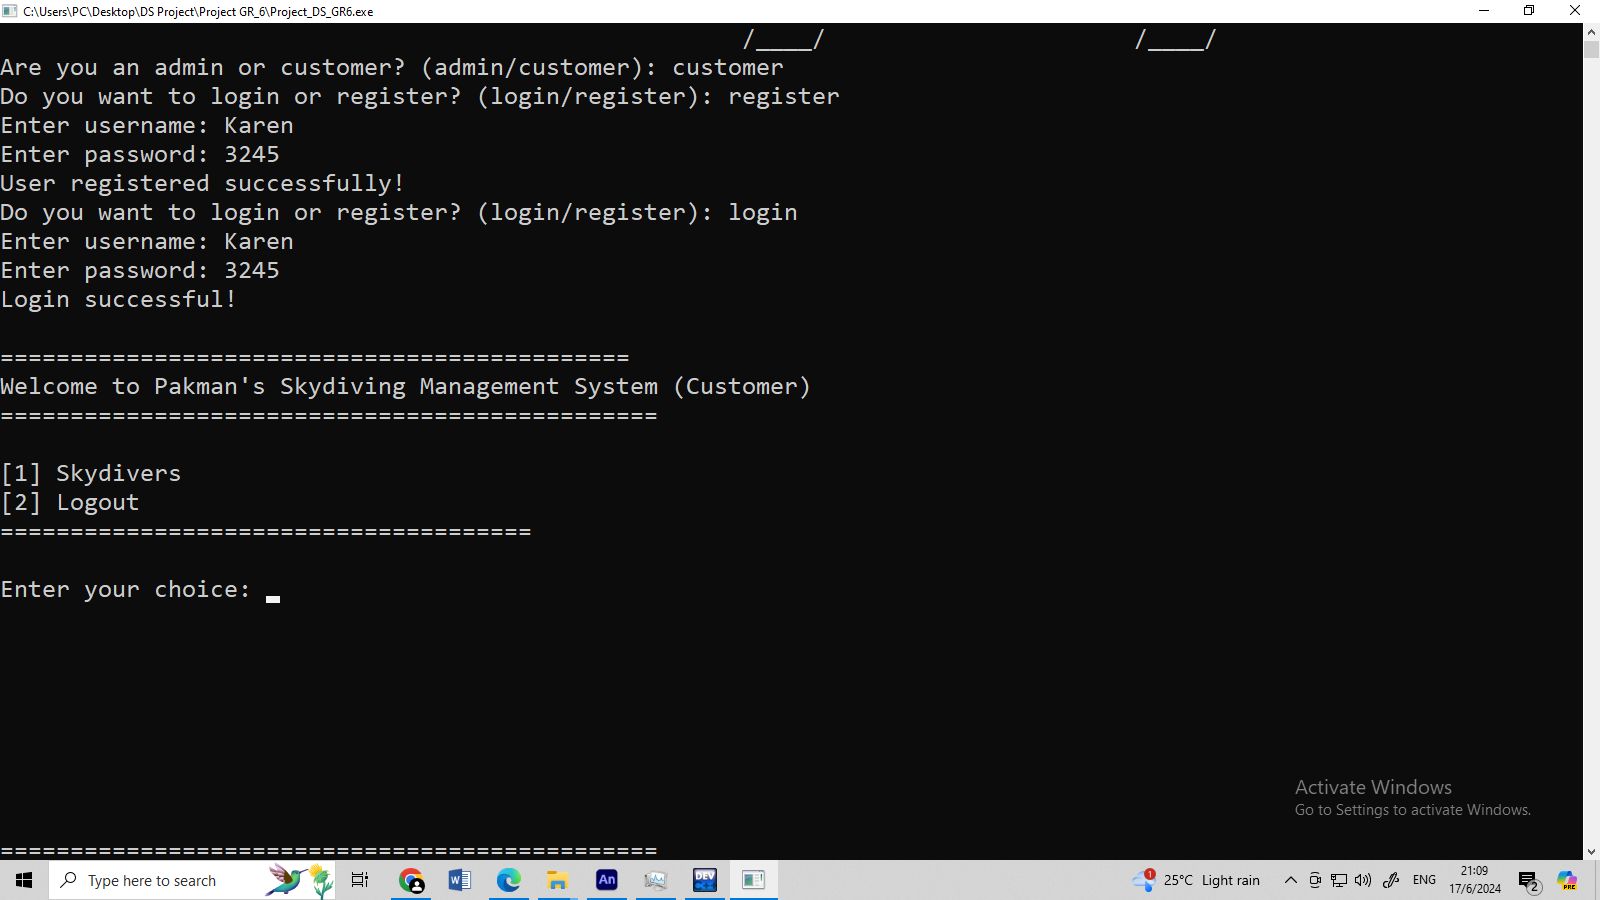 C:\Users\PC\Desktop\DS Project\Project GR_6\Project_DS_GR6.exe
/____/ /____/
Are you an admin or customer? (admin/customer): customer
Do you want to login or register? (login/register): register
Enter username: Karen
Enter password: 3245
User registered successfully!
Do you want to login or register? (login/register): login
Enter username: Karen
Enter password: 3245
Login successful!
=============================================
Welcome to Pakman's Skydiving Management System (Customer)
===============================================
[1] Skydivers
[2] Logout
======================================
Enter your choice:
Activate Windows
Go to Settings to activate Windows.
===============================================
Type here to search
An
DEV
1
25°C Light rain
ENG
21:09
17/6/2024
2
PRE